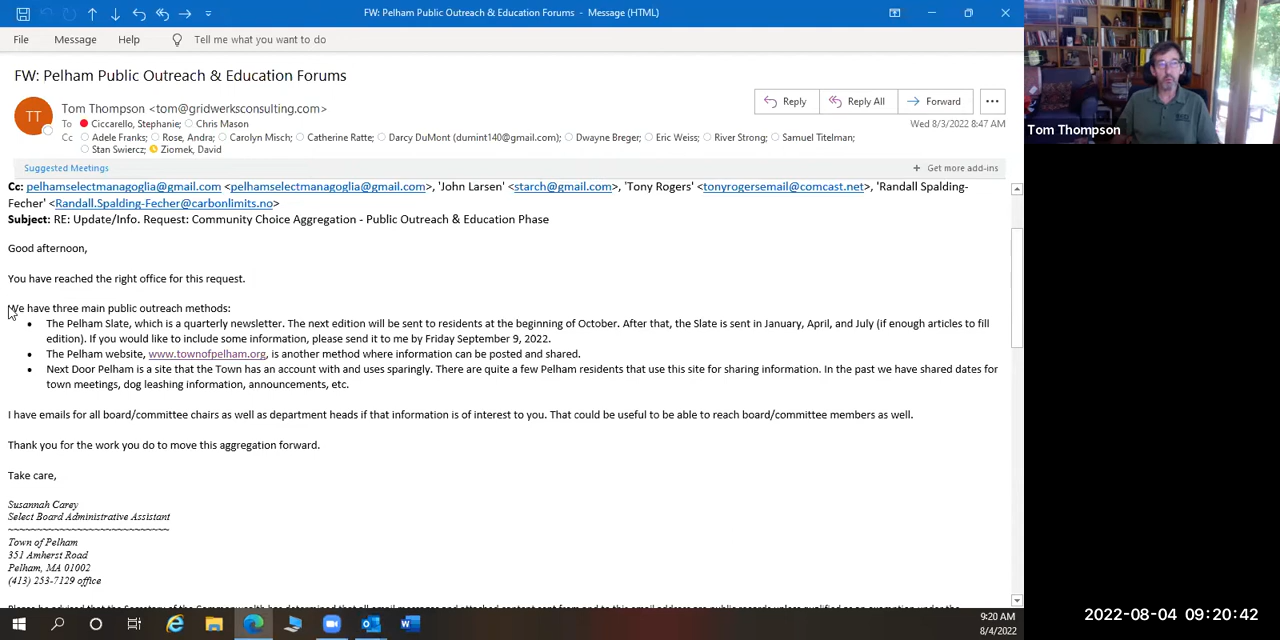 FW: Pelham Public Outreach & Education Forums - Message (HTML)
File Message Help Tell me what you want to do
FW: Pelham Public Outreach & Education Forums
TT
Tom Thompson <tom@gridwerksconsulting.com>
To Ciccarello, Stephanie; Chris Mason
Cc Adele Franks; Rose, Andra; Carolyn Misch; Catherine Ratte; Darcy DuMont (dumint140@gmail.com); Dwayne Breger; Eric Weiss; River Strong; Samuel Titelman;
Stan Swiercz; Ziomek, David
Reply Reply All Forward
Wed 8/3/2022 8:47 AM
Suggested Meetings
+ Get more add-ins
Cc: pelhamselectmanagoglia@gmail.com <pelhamselectmanagoglia@gmail.com>, 'John Larsen' <starch@gmail.com>, 'Tony Rogers' <tonyrogersemail@comcast.net>, 'Randall Spalding-
Fecher' <Randall.Spalding-Fecher@carbonlimits.no>
Subject: RE: Update/Info. Request: Community Choice Aggregation - Public Outreach & Education Phase
Good afternoon,
You have reached the right office for this request.
We have three main public outreach methods:
• The Pelham Slate, which is a quarterly newsletter. The next edition will be sent to residents at the beginning of October. After that, the Slate is sent in January, April, and July (if enough articles to fill
edition). If you would like to include some information, please send it to me by Friday September 9, 2022.
• The Pelham website, www.townofpelham.org, is another method where information can be posted and shared.
• Next Door Pelham is a site that the Town has an account with and uses sparingly. There are quite a few Pelham residents that use this site for sharing information. In the past we have shared dates for
town meetings, dog leashing information, announcements, etc.
I have emails for all board/committee chairs as well as department heads if that information is of interest to you. That could be useful to be able to reach board/committee members as well.
Thank you for the work you do to move this aggregation forward.
Take care,
Susannah Carey
Select Board Administrative Assistant
~~~~~~~~~~~~~~~~~~~~~~~~~~~~
Town of Pelham
351 Amherst Road
Pelham, MA 01002
(413) 253-7129 office
Tom Thompson
9:20 AM
8/4/2022
2022-08-04 09:20:42